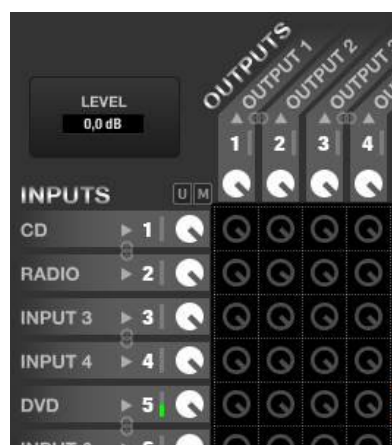 OUTPUTS
OUTPUT 1
OUTPUT 2
LEVEL
0,0 dB
1 2 3 4
INPUTS U M
CD 1
RADIO 2
INPUT 3 3
INPUT 4 4
DVD 5